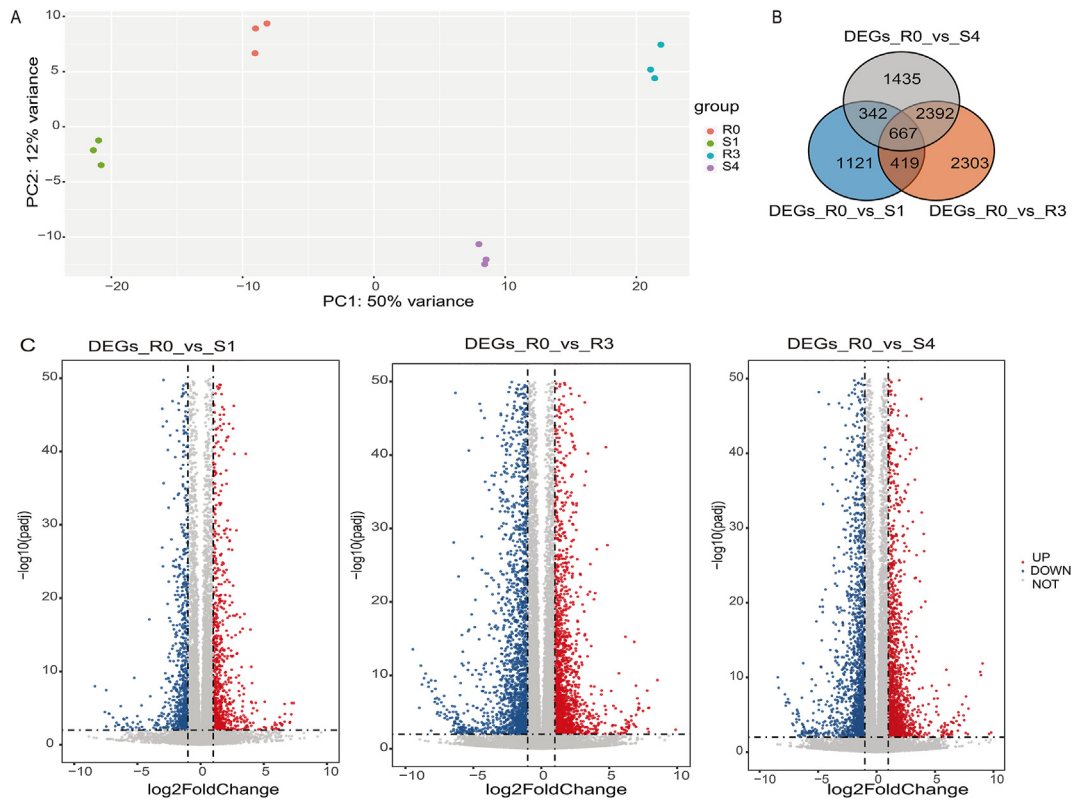 A
10
5
0
−5
−10
PC2: 12% variance
−20
−10
0
10
20
PC1: 50% variance
group
R0
S1
R3
S4
B
DEGs_R0_vs_S4
1435
342
2392
667
1121
419
2303
DEGs_R0_vs_S1
DEGs_R0_vs_R3
C
DEGs_R0_vs_S1
50
40
30
20
10
0
−log10(padj)
−10
−5
0
5
10
log2FoldChange
DEGs_R0_vs_R3
50
40
30
20
10
0
−log10(padj)
−10
−5
0
5
10
log2FoldChange
DEGs_R0_vs_S4
50
40
30
20
10
0
−log10(padj)
−10
−5
0
5
10
log2FoldChange
UP
DOWN
NOT